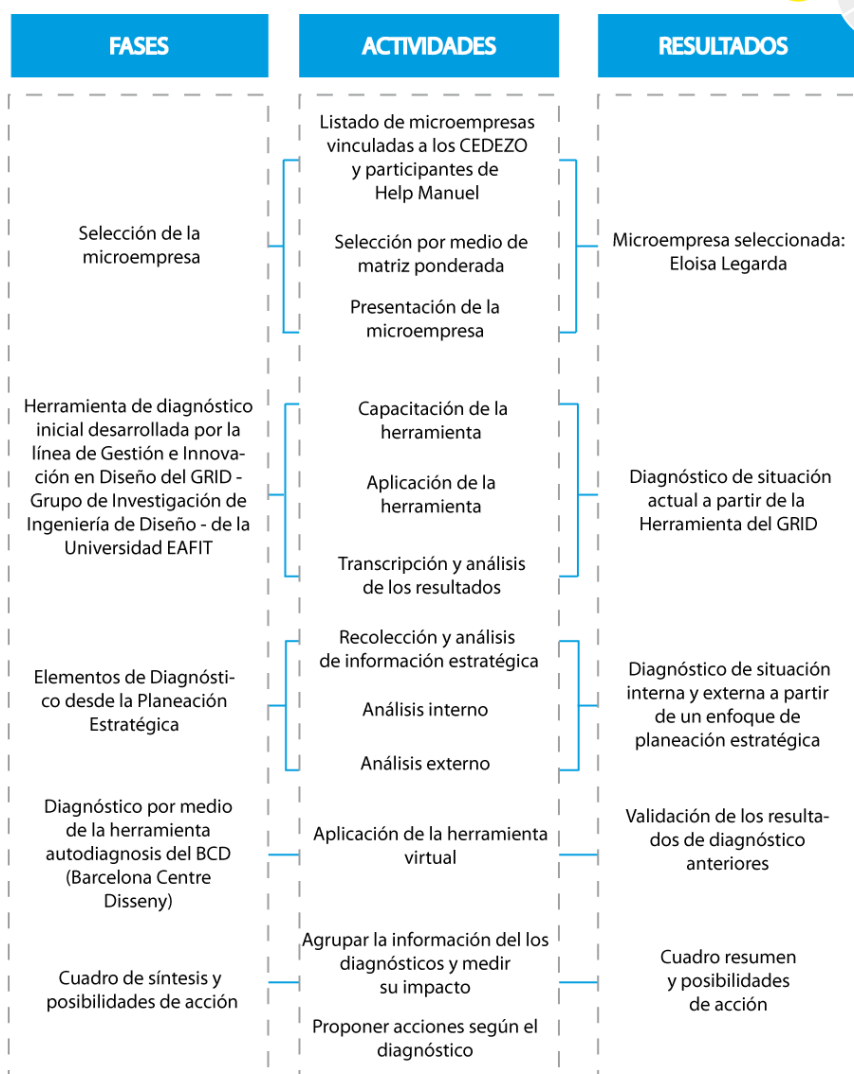 FASES
ACTIVIDADES
RESULTADOS
Selección de la
microempresa
Listado de microempresas
vinculadas a los CEDEZO
y participantes de
Help Manuel
Selección por medio de
matriz ponderada
Presentación de la
microempresa
Microempresa seleccionada:
Eloisa Legarda
Herramienta de diagnóstico
inicial desarrollada por la
línea de Gestión e Innova-
ción en Diseño del GRID -
Grupo de Investigación de
Ingeniería de Diseño - de la
Universidad EAFIT
Capacitación de la
herramienta
Aplicación de la
herramienta
Transcripción y análisis
de los resultados
Diagnóstico de situación
actual a partir de la
Herramienta del GRID
Elementos de Diagnósti-
co desde la Planeación
Estratégica
Recolección y análisis
de información estratégica
Análisis interno
Análisis externo
Diagnóstico de situación
interna y externa a partir
de un enfoque de
planeación estratégica
Diagnóstico por medio
de la herramienta
autodiagnosis del BCD
(Barcelona Centre
Disseny)
Aplicación de la herramienta
virtual
Validación de los resulta-
dos de diagnóstico
anteriores
Cuadro de síntesis y
posibilidades de acción
Agrupar la información del los
diagnósticos y medir
su impacto
Proponer acciones según el
diagnóstico
Cuadro resumen
y posibilidades
de acción